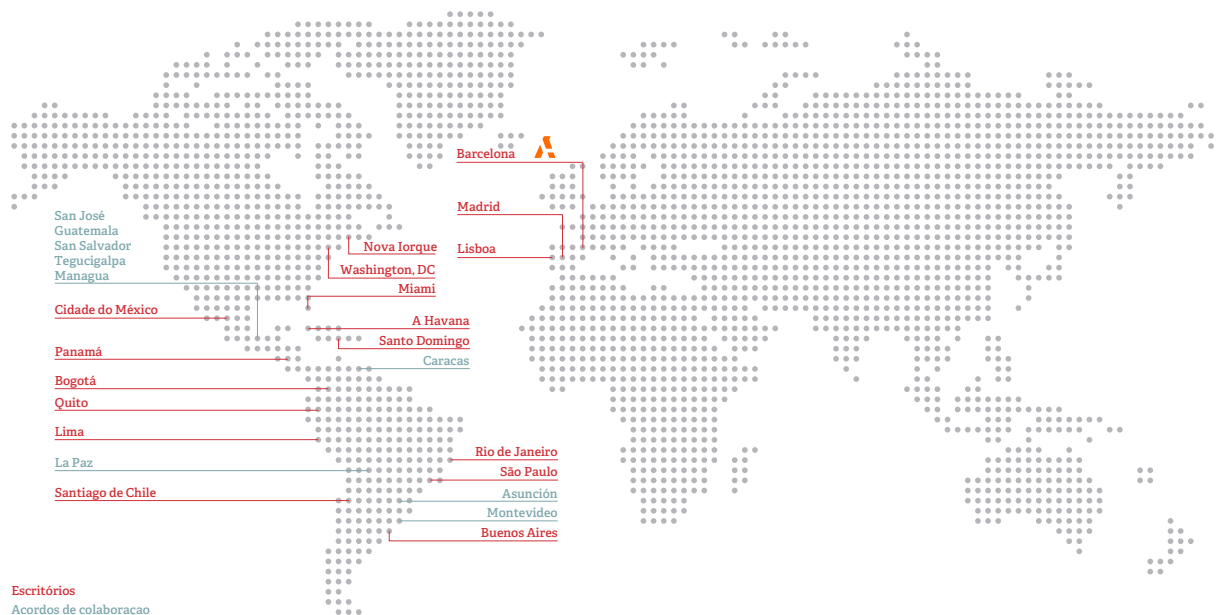 Barcelona
Madrid
Lisboa
San José
Guatemala
San Salvador
Tegucigalpa
Managua
Nova Iorque
Washington, DC
Miami
Cidade do México
A Havana
Santo Domingo
Panamá
Caracas
Bogotá
Quito
Lima
Rio de Janeiro
La Paz
São Paulo
Santiago de Chile
Asunción
Montevideo
Buenos Aires
Escritórios
Acordos de colaboraçao